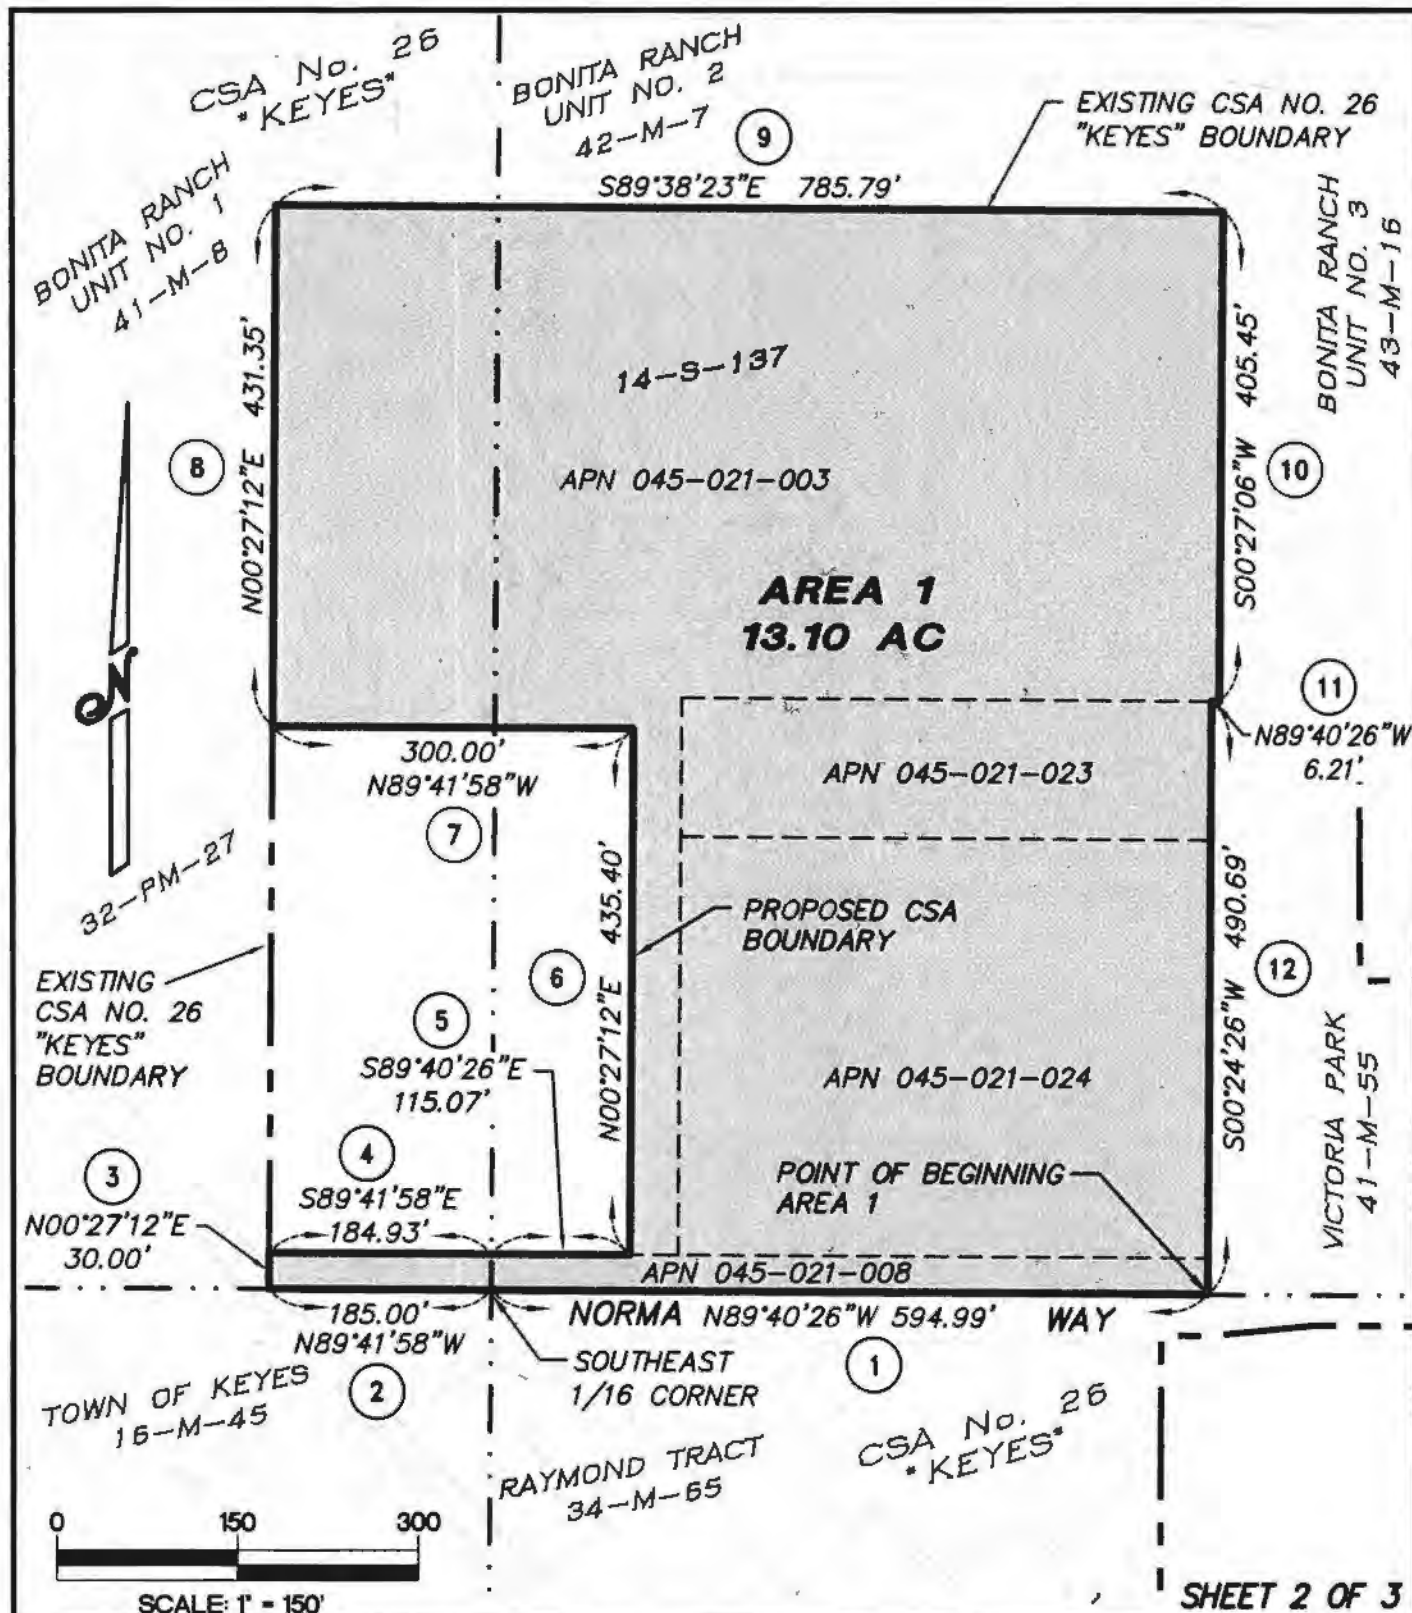 CSA No. 26
"KEYES"
BONITA RANCH
UNIT NO. 2
42-M-7
9
S89°38'23"E 785.79'
EXISTING CSA NO. 26
"KEYES" BOUNDARY
BONITA RANCH
UNIT NO. 1
41-M-8
BONITA RANCH
UNIT NO. 3
43-M-16
8
N00°27'12"E 431.35'
14-S-137
APN 045-021-003
AREA 1
13.10 AC
S00°27'06"W 405.45'
10
11
N89°40'26"W
6.21'
N
300.00'
N89°41'58"W
7
APN 045-021-023
32-PM-27
EXISTING
CSA NO. 26
"KEYES"
BOUNDARY
PROPOSED CSA
BOUNDARY
6
N00°27'12"E 435.40'
S00°24'26"W 490.69'
12
5
S89°40'26"E
115.07'
APN 045-021-024
VICTORIA PARK
41-M-55
3
N00°27'12"E
30.00'
4
S89°41'58"E
184.93'
POINT OF BEGINNING
AREA 1
APN 045-021-008
185.00'
N89°41'58"W
2
NORMA N89°40'26"W 594.99' WAY
1
SOUTHEAST
1/16 CORNER
TOWN OF KEYES
16-M-45
RAYMOND TRACT
34-M-65
CSA No. 26
"KEYES"
0 150 300
SCALE: 1" = 150'
SHEET 2 OF 3